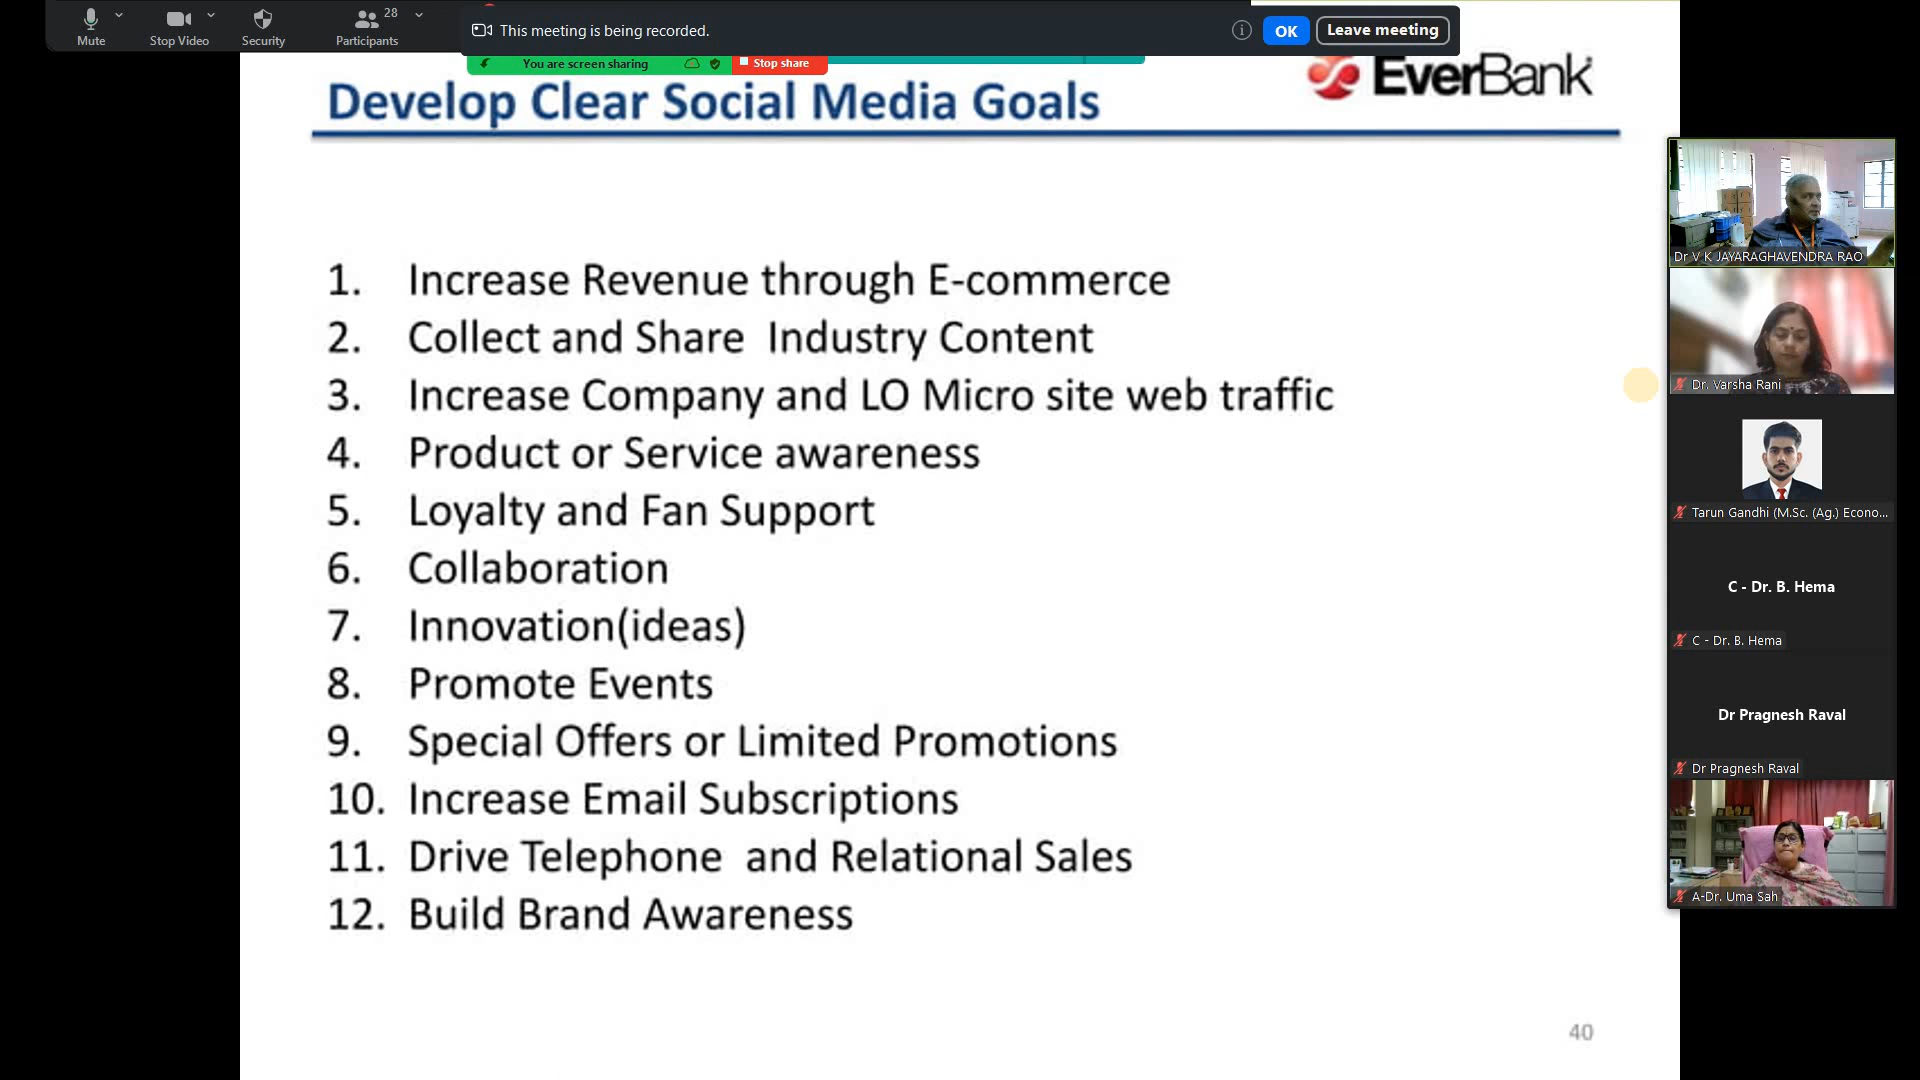 Mute
Stop Video
Security
28
Participants
This meeting is being recorded.
OK
Leave meeting
You are screen sharing
Stop share
Develop Clear Social Media Goals
EverBank
1. Increase Revenue through E-commerce
2. Collect and Share Industry Content
3. Increase Company and LO Micro site web traffic
4. Product or Service awareness
5. Loyalty and Fan Support
6. Collaboration
7. Innovation(ideas)
8. Promote Events
9. Special Offers or Limited Promotions
10. Increase Email Subscriptions
11. Drive Telephone and Relational Sales
12. Build Brand Awareness
40
Dr V K JAYARAGHAVENDRA RAO
Dr. Varsha Rani
Tarun Gandhi (M.Sc. (Ag.) Econo...
C - Dr. B. Hema
C - Dr. B. Hema
Dr Pragnesh Raval
Dr Pragnesh Raval
A-Dr. Uma Sah